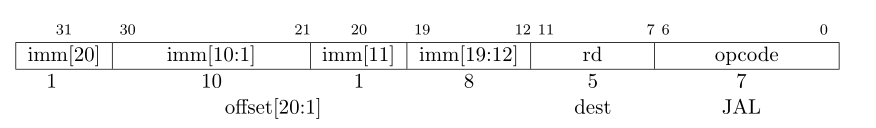 31 30 21 20 19 12 11 7 6 0
imm[20] imm[10:1] imm[11] imm[19:12] rd opcode
1 10 1 8 5 7
offset[20:1] dest JAL